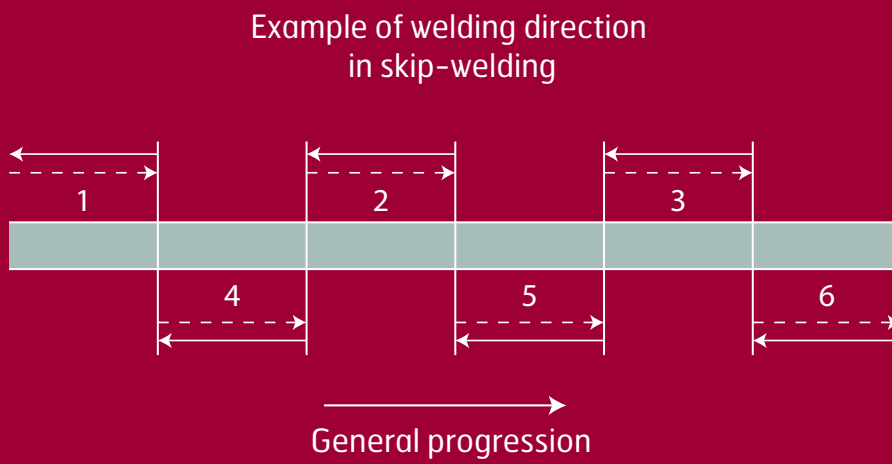 Example of welding direction
in skip-welding
1 2 3
4 5 6
General progression